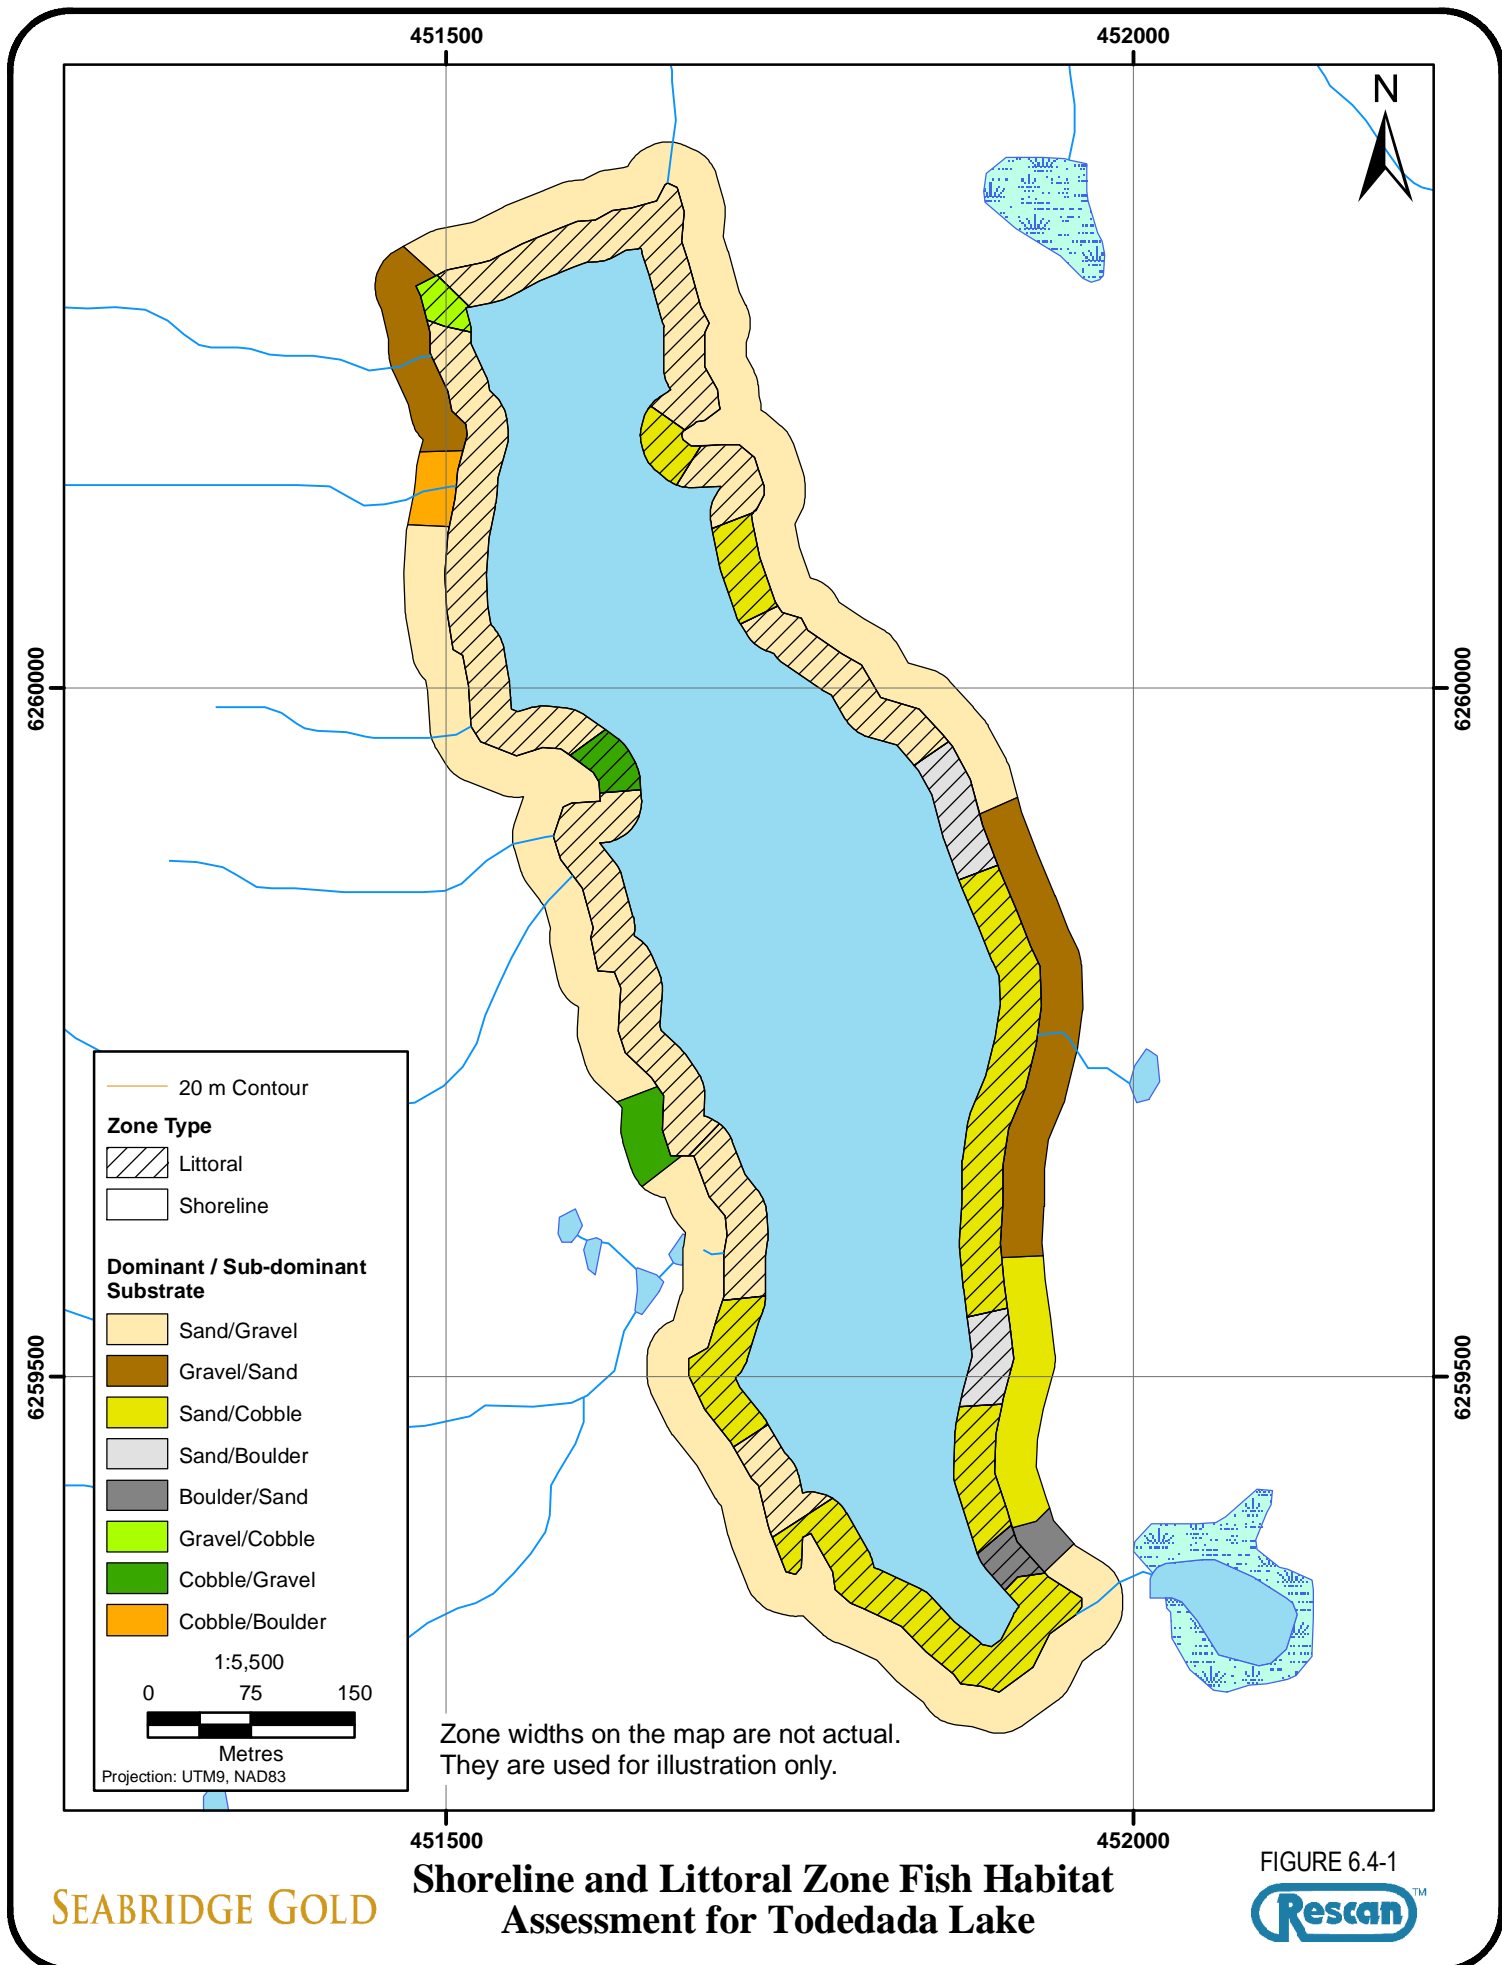 451500 452000
N
6260000 6260000
20 m Contour
Zone Type
Littoral
Shoreline
Dominant / Sub-dominant
Substrate
Sand/Gravel
Gravel/Sand
Sand/Cobble
Sand/Boulder
Boulder/Sand
Gravel/Cobble
Cobble/Gravel
Cobble/Boulder
1:5,500
0 75 150
Metres
Projection: UTM9, NAD83
6259500 6259500
Zone widths on the map are not actual.
They are used for illustration only.
451500 452000
SEABRIDGE GOLD
Shoreline and Littoral Zone Fish Habitat
Assessment for Todedada Lake
FIGURE 6.4-1
Rescan™